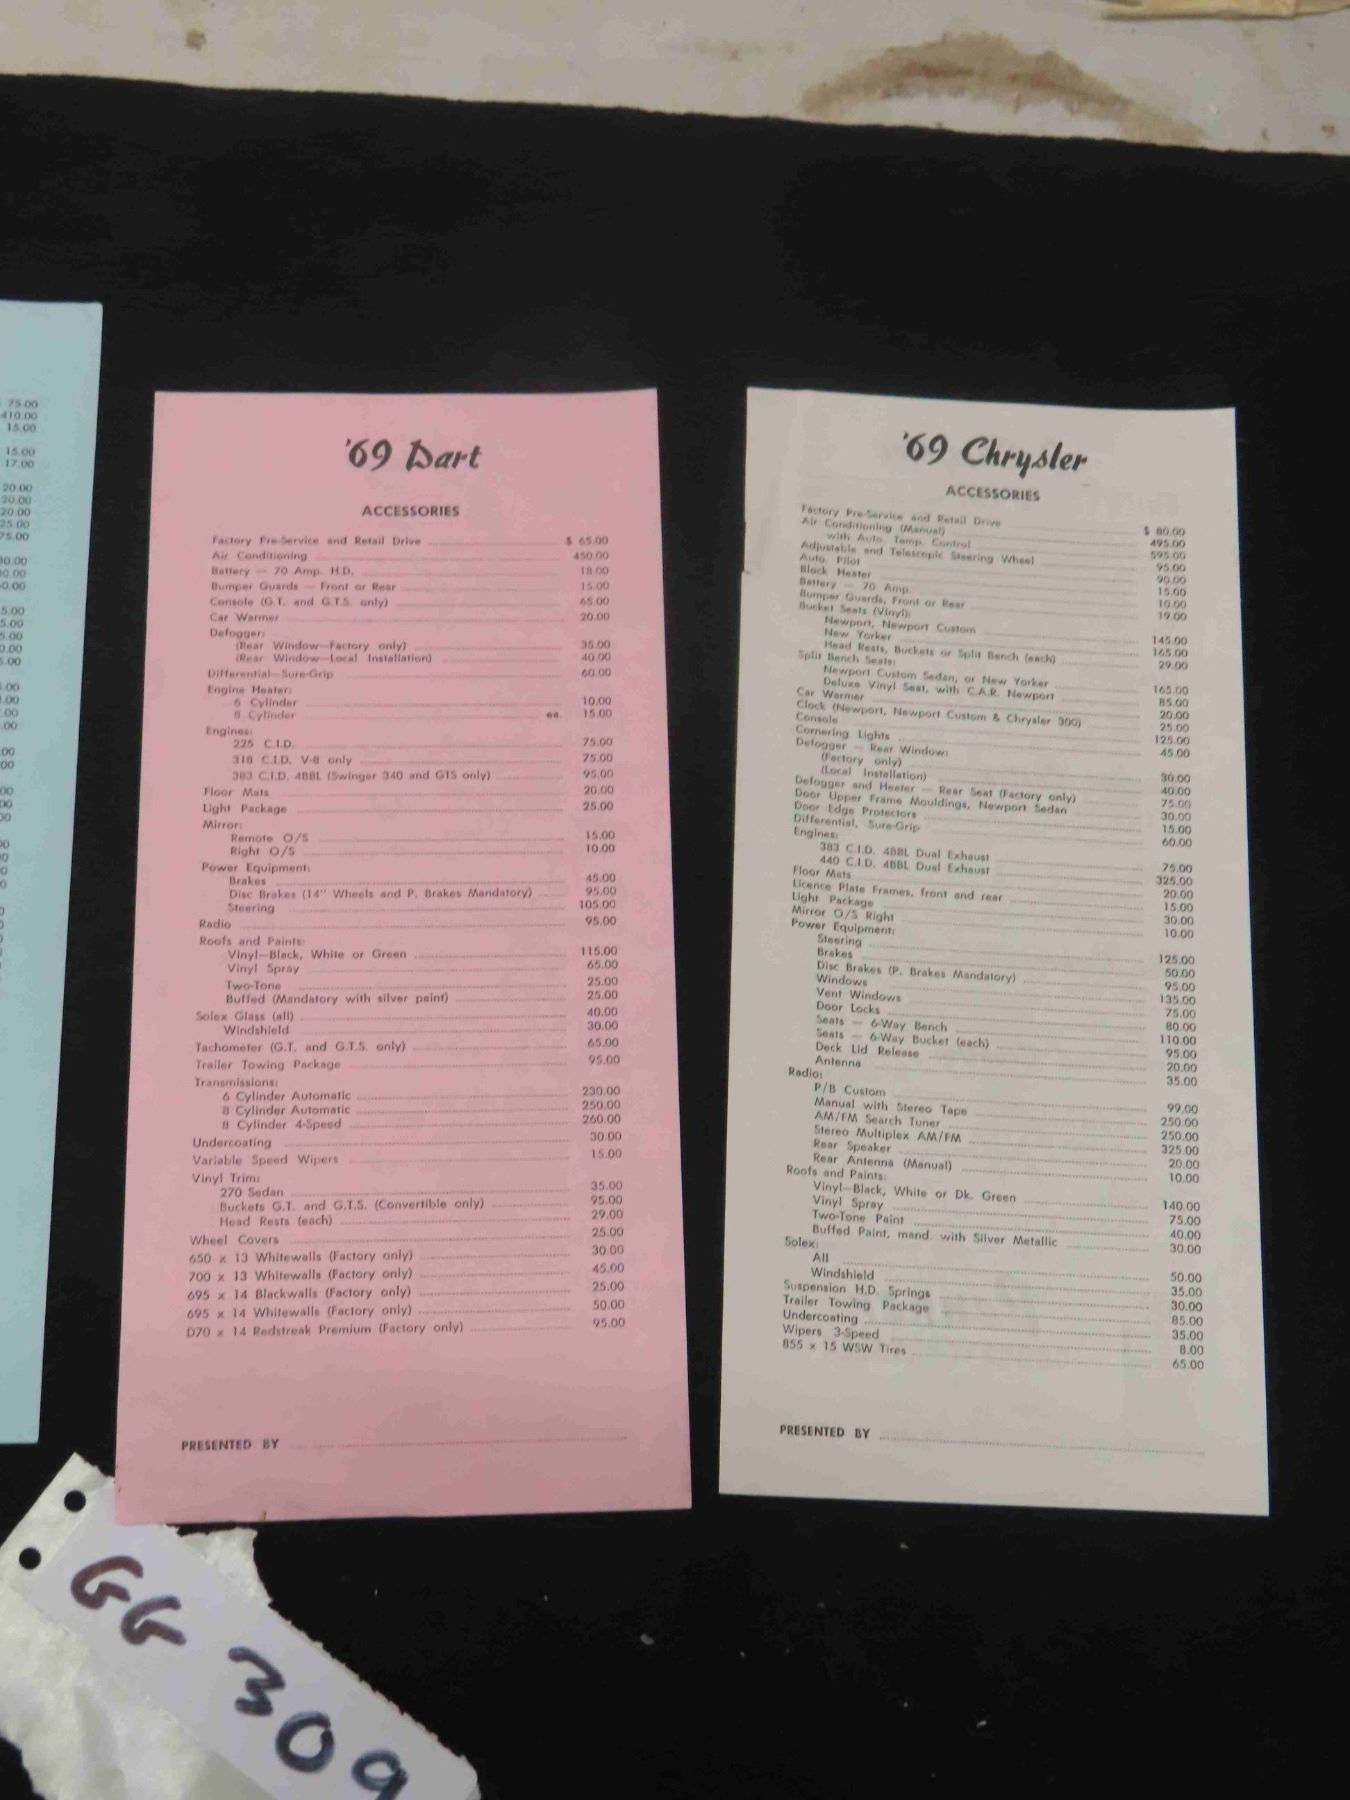 75.00
410.00
15.00
15.00
17.00
20.00
20.00
20.00
25.00
75.00
'69 Dart
ACCESSORIES
Factory Pre-Service and Retail Drive $ 65.00
Air Conditioning 450.00
Battery — 70 Amp. H.D. 18.00
Bumper Guards — Front or Rear 15.00
Console (G.T. and G.T.S. only) 65.00
Car Warmer 20.00
Defogger:
(Rear Window—Factory only) 35.00
(Rear Window—Local Installation) 40.00
Differential—Sure-Grip 60.00
Engine Heater:
6 Cylinder 10.00
8 Cylinder ea. 15.00
Engines:
225 C.I.D. 75.00
318 C.I.D. V-8 only 75.00
383 C.I.D. 4BBL (Swinger 340 and GTS only) 95.00
Floor Mats 20.00
Light Package 25.00
Mirror:
Remote O/S 15.00
Right O/S 10.00
Power Equipment:
Brakes 45.00
Disc Brakes (14" Wheels and P. Brakes Mandatory) 95.00
Steering 105.00
Radio 95.00
Roofs and Paints:
Vinyl—Black, White or Green 115.00
Vinyl Spray 65.00
Two-Tone 25.00
Buffed (Mandatory with silver paint) 25.00
Solex Glass (all) 40.00
Windshield 30.00
Tachometer (G.T. and G.T.S. only) 65.00
Trailer Towing Package 95.00
Transmissions:
6 Cylinder Automatic 230.00
8 Cylinder Automatic 250.00
8 Cylinder 4-Speed 260.00
Undercoating 30.00
Variable Speed Wipers 15.00
Vinyl Trim:
270 Sedan 35.00
Buckets G.T. and G.T.S. (Convertible only) 95.00
Head Rests (each) 29.00
Wheel Covers 25.00
650 x 13 Whitewalls (Factory only) 30.00
700 x 13 Whitewalls (Factory only) 45.00
695 x 14 Blackwalls (Factory only) 25.00
695 x 14 Whitewalls (Factory only) 50.00
D70 x 14 Redstreak Premium (Factory only) 95.00
PRESENTED BY
'69 Chrysler
ACCESSORIES
Factory Pre-Service and Retail Drive $ 80.00
Air Conditioning (Manual) 495.00
with Auto. Temp. Control 595.00
Adjustable and Telescopic Steering Wheel 95.00
Auto. Pilot 90.00
Block Heater 15.00
Battery — 70 Amp. 10.00
Bumper Guards, Front or Rear 19.00
Bucket Seats (Vinyl):
Newport, Newport Custom 145.00
New Yorker 165.00
Head Rests, Buckets or Split Bench (each) 29.00
Split Bench Seats:
Newport Custom Sedan, or New Yorker 165.00
Deluxe Vinyl Seat, with C.A.R. Newport 85.00
Car Warmer 20.00
Clock (Newport, Newport Custom & Chrysler 300) 25.00
Console 125.00
Cornering Lights 45.00
Defogger — Rear Window:
(Factory only) 30.00
(Local Installation) 40.00
Defogger and Heater — Rear Seat (Factory only) 75.00
Door Upper Frame Mouldings, Newport Sedan 30.00
Door Edge Protectors 15.00
Differential, Sure-Grip 60.00
Engines:
383 C.I.D. 4BBL Dual Exhaust 75.00
440 C.I.D. 4BBL Dual Exhaust 325.00
Floor Mats 20.00
Licence Plate Frames, front and rear 15.00
Light Package 30.00
Mirror O/S Right 10.00
Power Equipment:
Steering 125.00
Brakes 50.00
Disc Brakes (P. Brakes Mandatory) 95.00
Windows 135.00
Vent Windows 75.00
Door Locks 80.00
Seats — 6-Way Bench 110.00
Seats — 6-Way Bucket (each) 95.00
Deck Lid Release 20.00
Antenna 35.00
Radio:
P/B Custom 99.00
Manual with Stereo Tape 250.00
AM/FM Search Tuner 250.00
Stereo Multiplex AM/FM 325.00
Rear Speaker 20.00
Rear Antenna (Manual) 10.00
Roofs and Paints:
Vinyl—Black, White or Dk. Green 140.00
Vinyl Spray 75.00
Two-Tone Paint 40.00
Buffed Paint, mand. with Silver Metallic 30.00
Solex:
All 50.00
Windshield 35.00
Suspension H.D. Springs 30.00
Trailer Towing Package 85.00
Undercoating 35.00
Wipers 3-Speed 8.00
855 x 15 WSW Tires 65.00
PRESENTED BY
GG 309